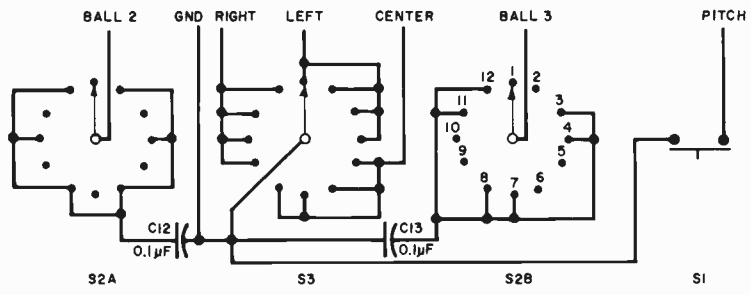 BALL 2 GND RIGHT LEFT CENTER BALL 3 PITCH
12 1 2
11 3
10 4
9 5
8 7 6
C12 C13
0.1µF 0.1µF
S2A S3 S2B S1